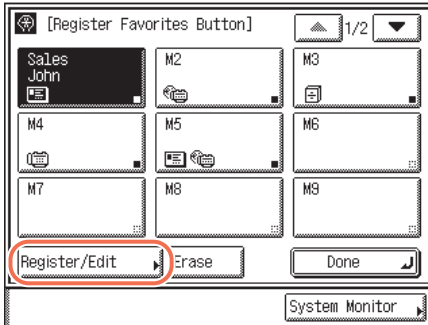 [Register Favorites Button]
1/2
Sales
John
M2
M3
M4
M5
M6
M7
M8
M9
Register/Edit
Erase
Done
System Monitor